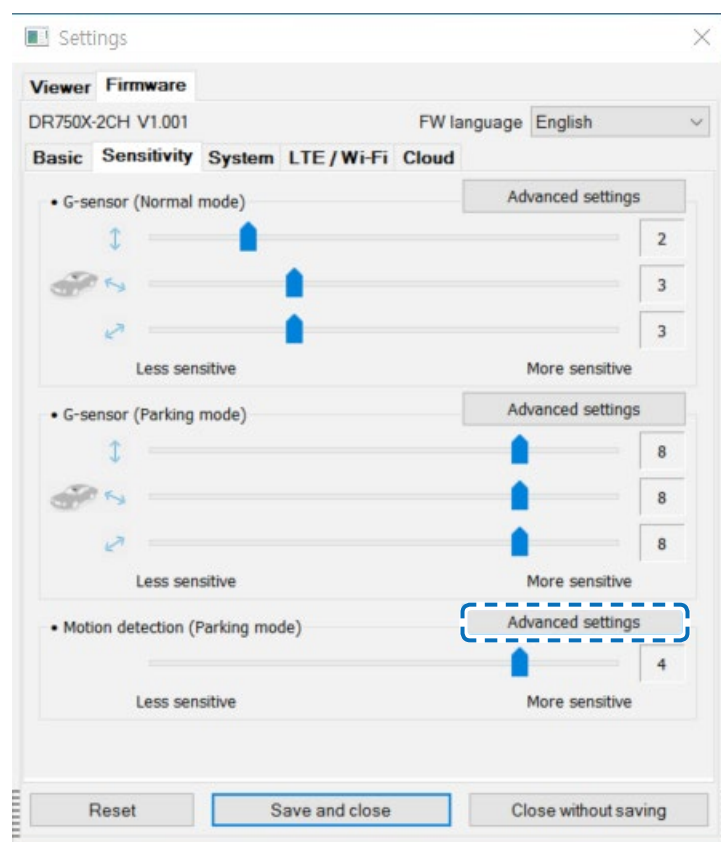 Settings
Viewer Firmware
DR750X-2CH V1.001 FW language English
Basic Sensitivity System LTE / Wi-Fi Cloud
• G-sensor (Normal mode) Advanced settings
2
3
3
Less sensitive More sensitive
• G-sensor (Parking mode) Advanced settings
8
8
8
Less sensitive More sensitive
• Motion detection (Parking mode) Advanced settings
4
Less sensitive More sensitive
Reset Save and close Close without saving